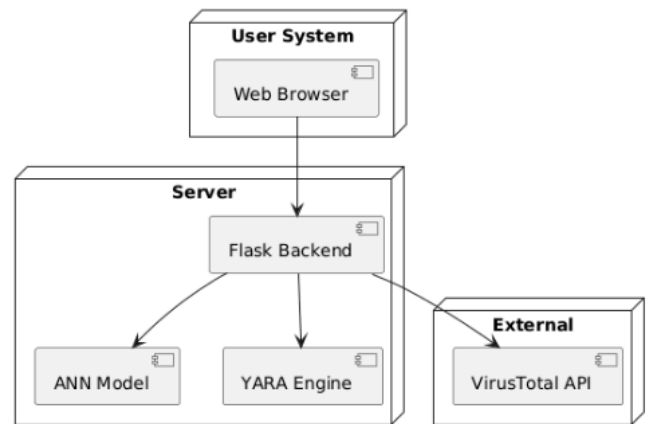 User System
Web Browser
Server
Flask Backend
External
ANN Model
YARA Engine
VirusTotal API